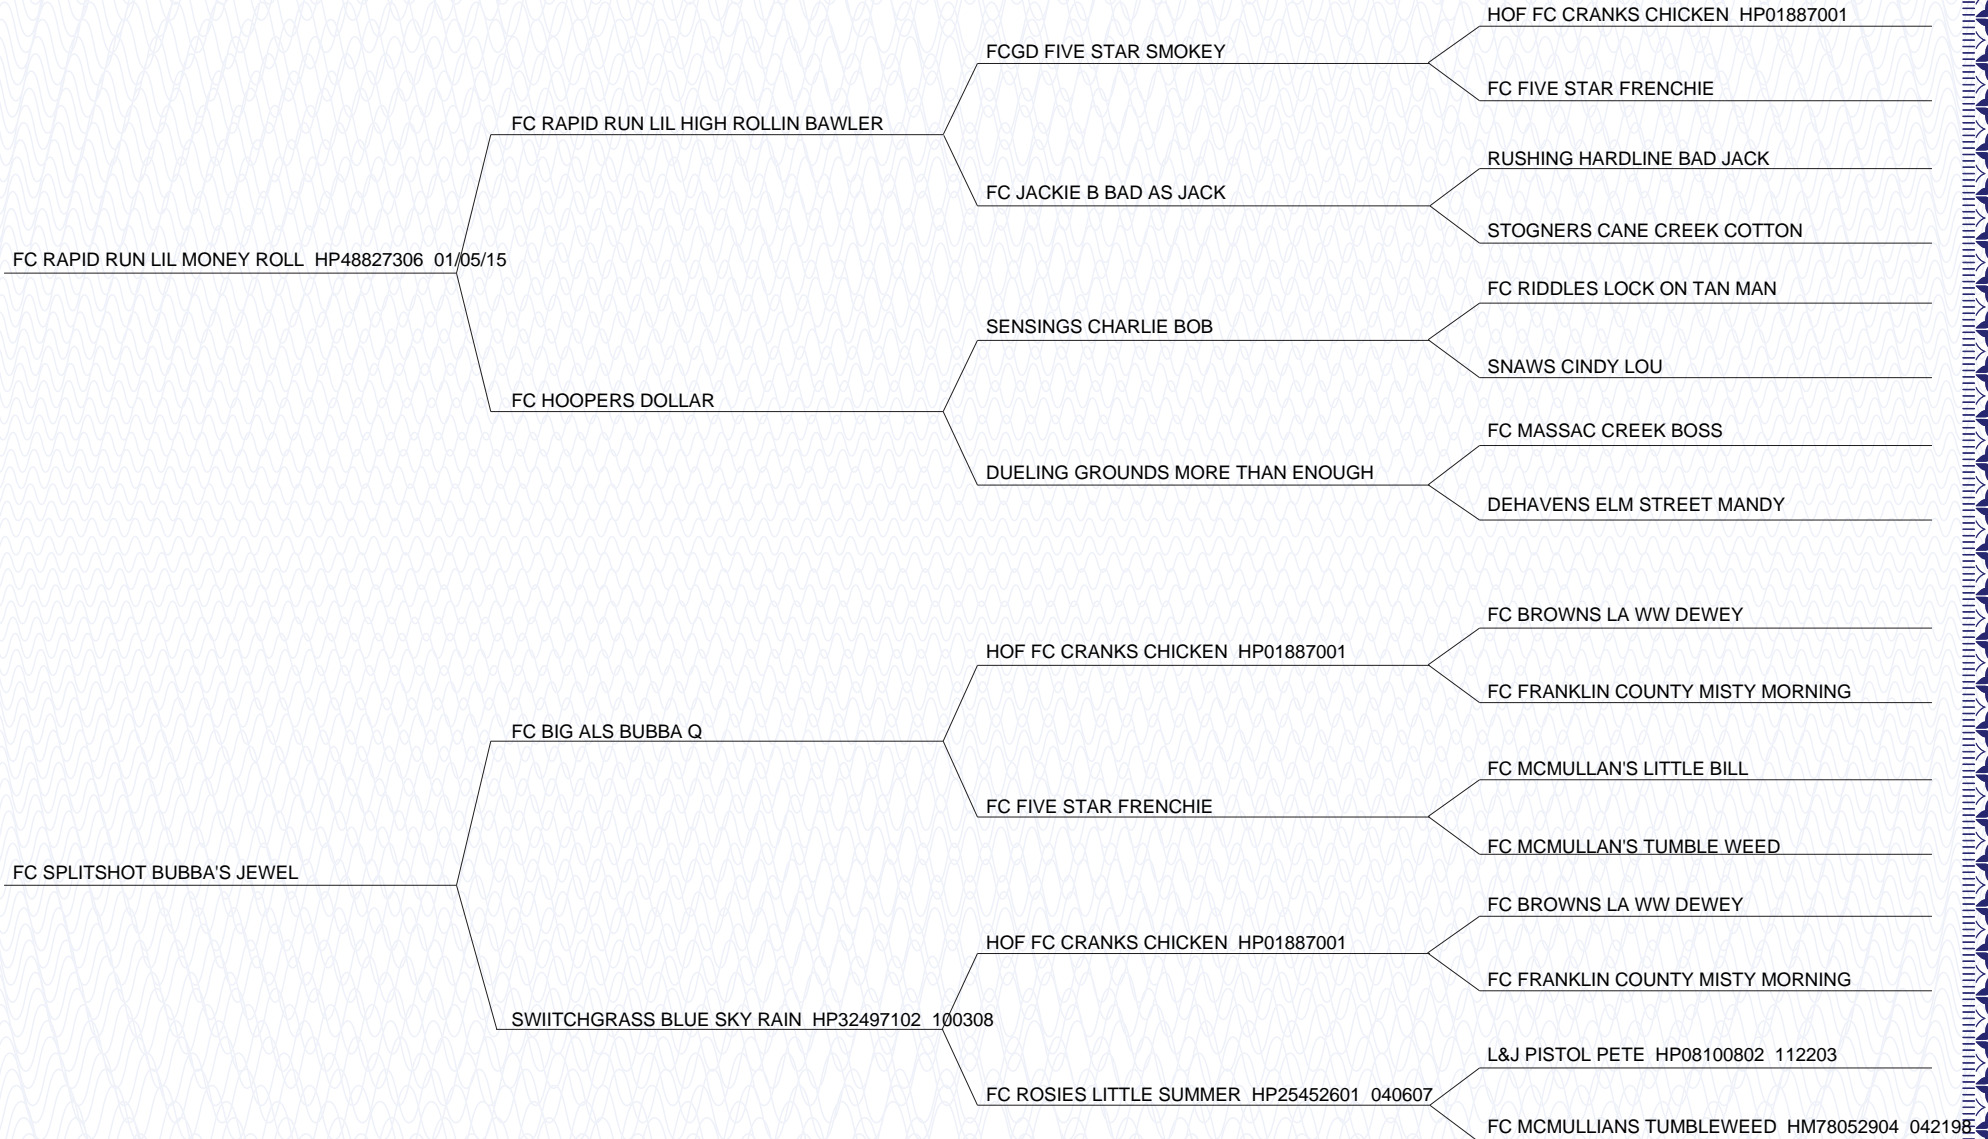 HOF FC CRANKS CHICKEN HP01887001
FCGD FIVE STAR SMOKEY
FC FIVE STAR FRENCHIE
FC RAPID RUN LIL HIGH ROLLIN BAWLER
RUSHING HARDLINE BAD JACK
FC JACKIE B BAD AS JACK
STOGNERS CANE CREEK COTTON
FC RAPID RUN LIL MONEY ROLL HP48827306 01/05/15
FC RIDDLES LOCK ON TAN MAN
SENSINGS CHARLIE BOB
SNAWS CINDY LOU
FC HOOPERS DOLLAR
FC MASSAC CREEK BOSS
DUELING GROUNDS MORE THAN ENOUGH
DEHAVENS ELM STREET MANDY
FC BROWNS LA WW DEWEY
HOF FC CRANKS CHICKEN HP01887001
FC FRANKLIN COUNTY MISTY MORNING
FC BIG ALS BUBBA Q
FC MCMULLAN'S LITTLE BILL
FC FIVE STAR FRENCHIE
FC MCMULLAN'S TUMBLE WEED
FC SPLITSHOT BUBBA'S JEWEL
FC BROWNS LA WW DEWEY
HOF FC CRANKS CHICKEN HP01887001
FC FRANKLIN COUNTY MISTY MORNING
SWIITCHGRASS BLUE SKY RAIN HP32497102 100308
L&J PISTOL PETE HP08100802 112203
FC ROSIES LITTLE SUMMER HP25452601 040607
FC MCMULLIANS TUMBLEWEED HM78052904 042198